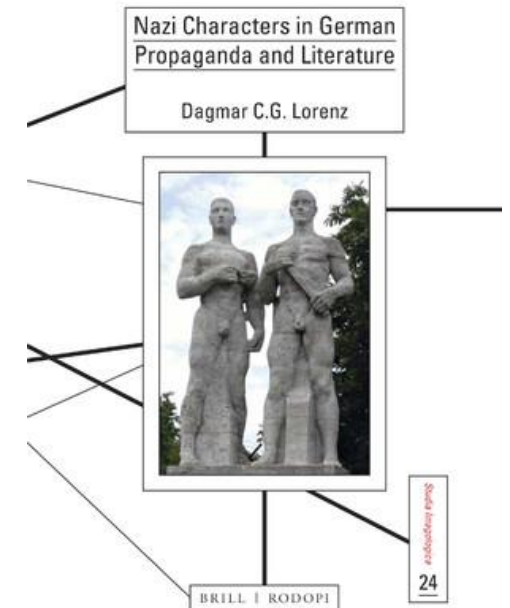 Nazi Characters in German
Propaganda and Literature
Dagmar C.G. Lorenz
Studia Imagologica
24
BRILL | RODOPI